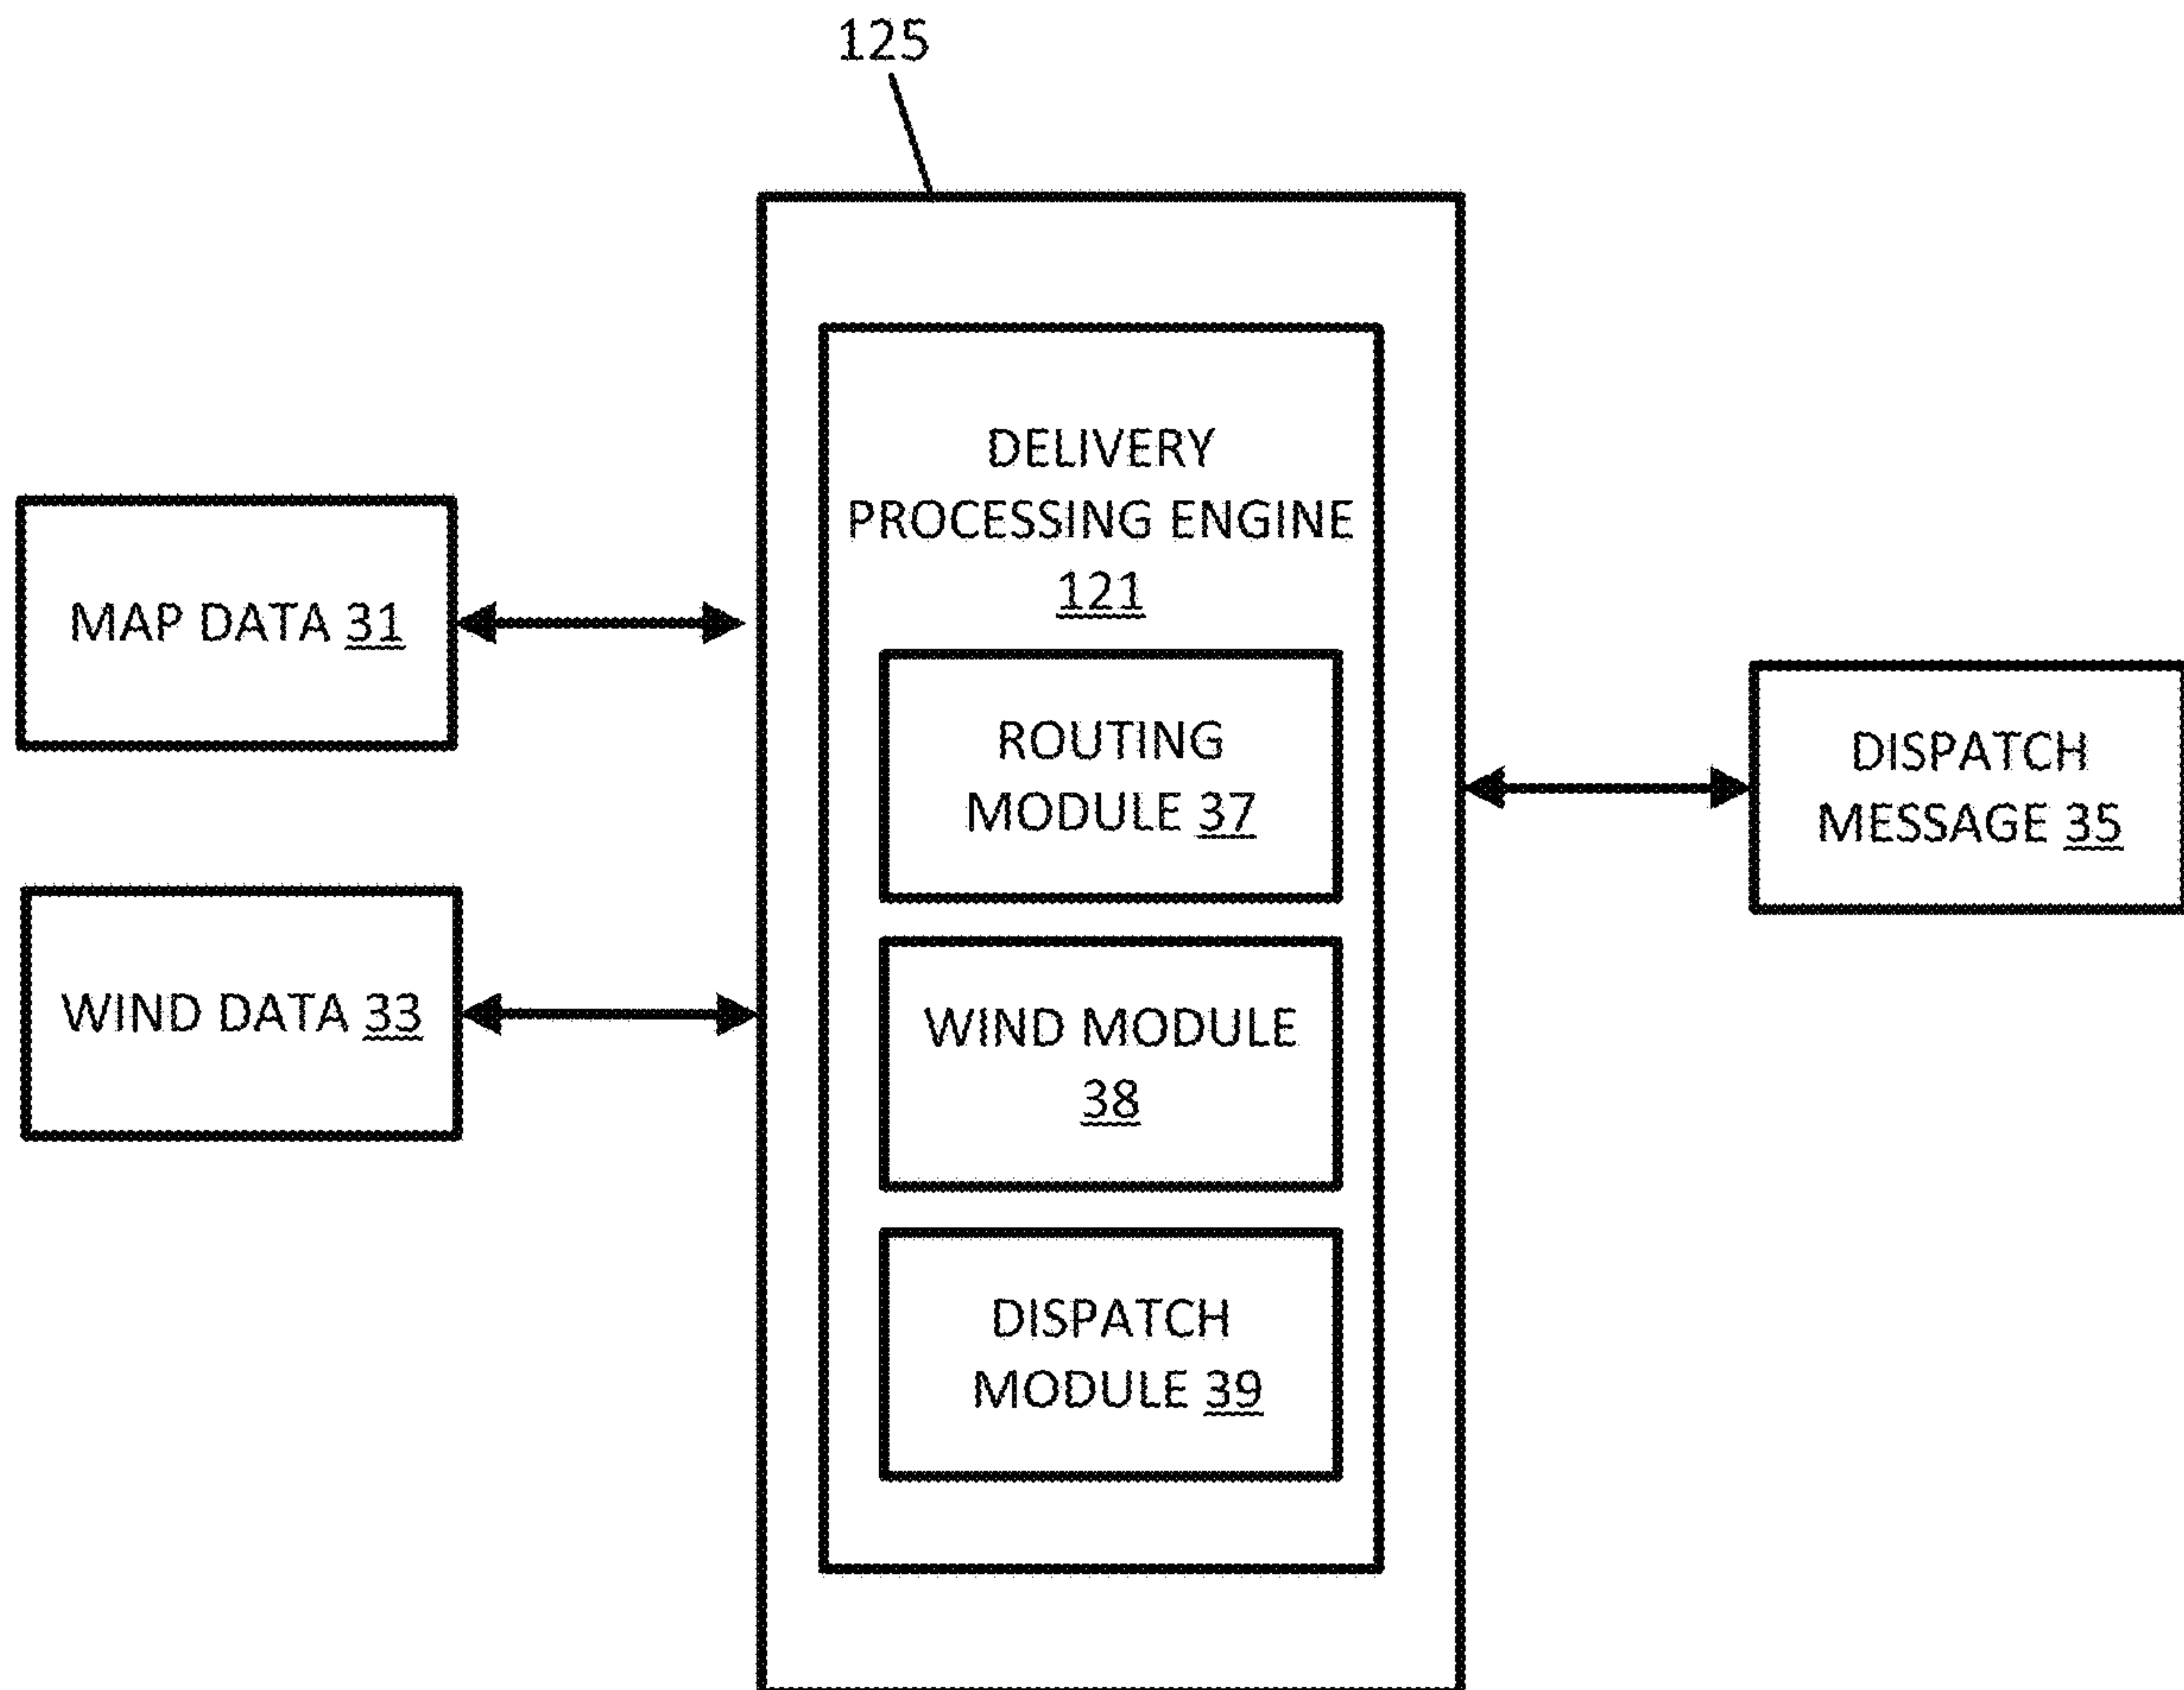 125
DELIVERY
PROCESSING ENGINE
121
MAP DATA 31
ROUTING
MODULE 37
DISPATCH
MESSAGE 35
WIND DATA 33
WIND MODULE
38
DISPATCH
MODULE 39